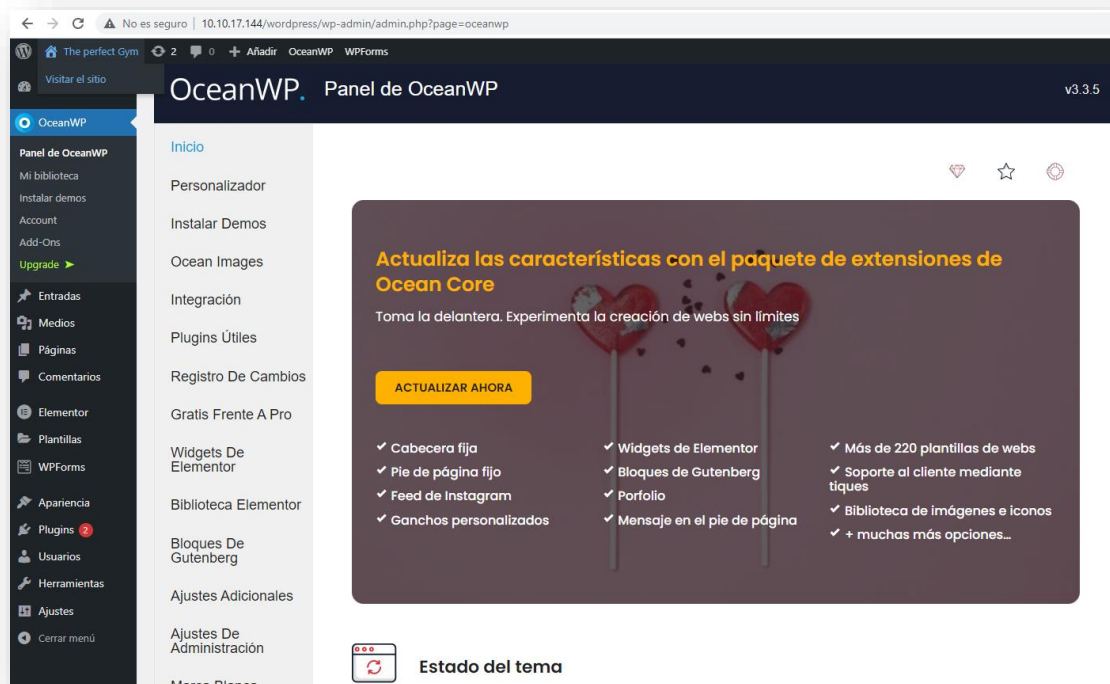 No es seguro | 10.10.17.144/wordpress/wp-admin/admin.php?page=oceanwp
The perfect Gym 2 0 + Añadir OceanWP WPForms
Visitar el sitio
OceanWP. Panel de OceanWP v3.3.5
OceanWP
Panel de OceanWP
Mi biblioteca
Instalar demos
Account
Add-Ons
Upgrade ➤
Entradas
Medios
Páginas
Comentarios
Elementor
Plantillas
WPForms
Apariencia
Plugins 2
Usuarios
Herramientas
Ajustes
Cerrar menú
Inicio
Personalizador
Instalar Demos
Ocean Images
Integración
Plugins Útiles
Registro De Cambios
Gratis Frente A Pro
Widgets De
Elementor
Biblioteca Elementor
Bloques De
Gutenberg
Ajustes Adicionales
Ajustes De
Administración
Actualiza las características con el paquete de extensiones de
Ocean Core
Toma la delantera. Experimenta la creación de webs sin límites
ACTUALIZAR AHORA
✓ Cabecera fija
✓ Pie de página fijo
✓ Feed de Instagram
✓ Ganchos personalizados
✓ Widgets de Elementor
✓ Bloques de Gutenberg
✓ Porfolio
✓ Mensaje en el pie de página
✓ Más de 220 plantillas de webs
✓ Soporte al cliente mediante
tiques
✓ Biblioteca de imágenes e iconos
✓ + muchas más opciones...
Estado del tema